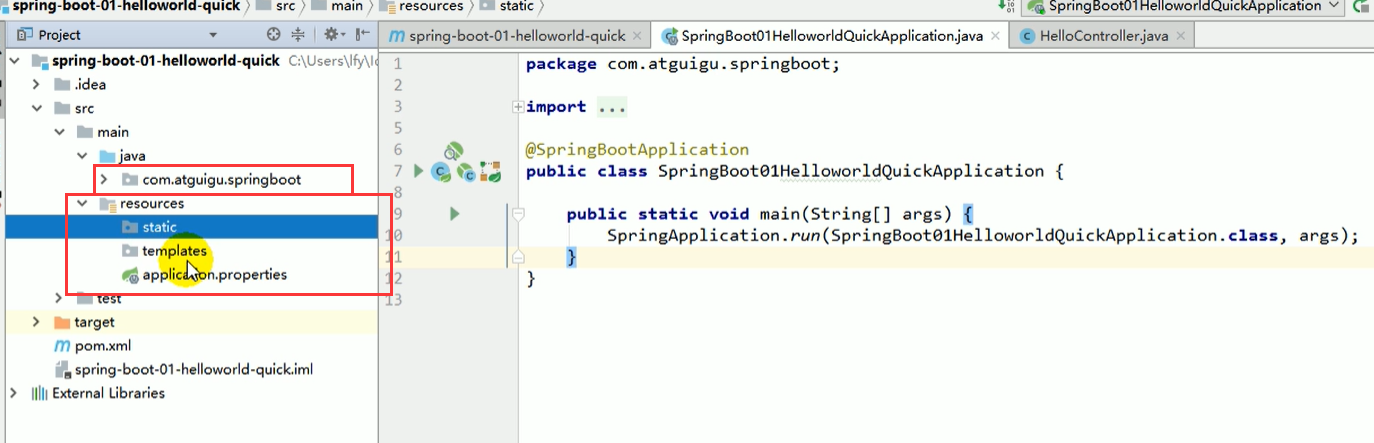 spring-boot-01-helloworld-quick src main resources static SpringBoot01HelloworldQuickApplication
Project
spring-boot-01-helloworld-quick SpringBoot01HelloworldQuickApplication.java HelloController.java
spring-boot-01-helloworld-quick C:\Users\lfy\Id
.idea
src
main
java
com.atguigu.springboot
resources
static
templates
application.properties
test
target
pom.xml
spring-boot-01-helloworld-quick.iml
External Libraries
1 package com.atguigu.springboot;
2
3 import ...
5
6 @SpringBootApplication
7 public class SpringBoot01HelloworldQuickApplication {
8
9 public static void main(String[] args) {
10 SpringApplication.run(SpringBoot01HelloworldQuickApplication.class, args);
11 }
12 }
13